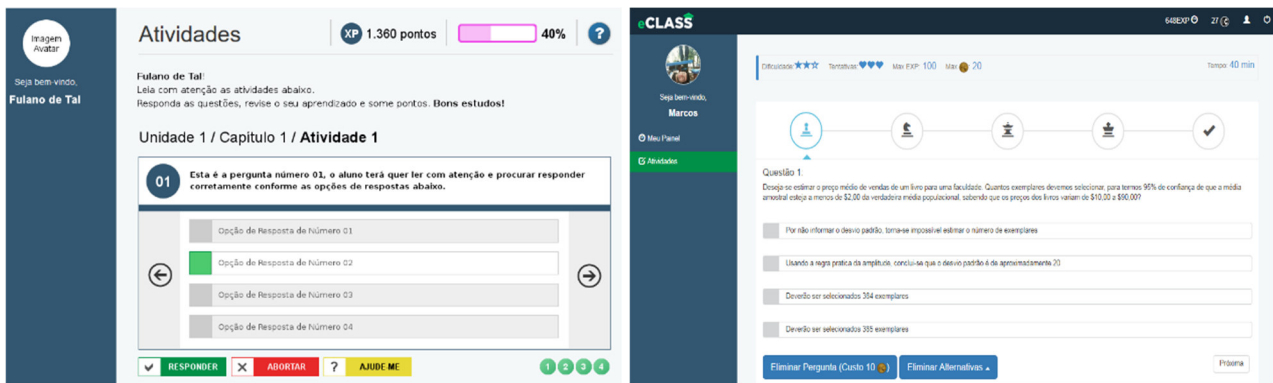 Imagem
Avatar
Seja bem-vindo,
Fulano de Tal
Atividades
XP 1.360 pontos
40%
?
Fulano de Tal!
Leia com atenção as atividades abaixo.
Responda as questões, revise o seu aprendizado e some pontos. Bons estudos!
Unidade 1 / Capitulo 1 / Atividade 1
01
Esta é a pergunta número 01, o aluno terá quer ler com atenção e procurar responder
corretamente conforme as opções de respostas abaixo.
Opção de Resposta de Número 01
Opção de Resposta de Número 02
Opção de Resposta de Número 03
Opção de Resposta de Número 04
RESPONDER
ABORTAR
? AJUDE-ME
1 2 3 4
eCLASS
648EXP 27
Seja bem-vindo,
Marcos
Meu Painel
Atividades
Dificuldade: Tentativas: Max EXP: 100 Max 20
Tempo: 40 min
Questão 1:
Deseja-se estimar o preço médio de vendas de um livro para uma faculdade. Quantos exemplares devemos selecionar, para termos 95% de confiança de que a média
amostral esteja a menos de $2,00 da verdadeira média populacional, sabendo que os preços dos livros variam de $10,00 a $90,00?
Por não informar o desvio padrão, torna-se impossível estimar o número de exemplares
Usando a regra pratica da amplitude, conclui-se que o desvio padrão é de aproximadamente 20.
Deverão ser selecionados 384 exemplares
Deverão ser selecionados 385 exemplares
Eliminar Pergunta (Custo 10 )
Eliminar Alternativas
Próxima